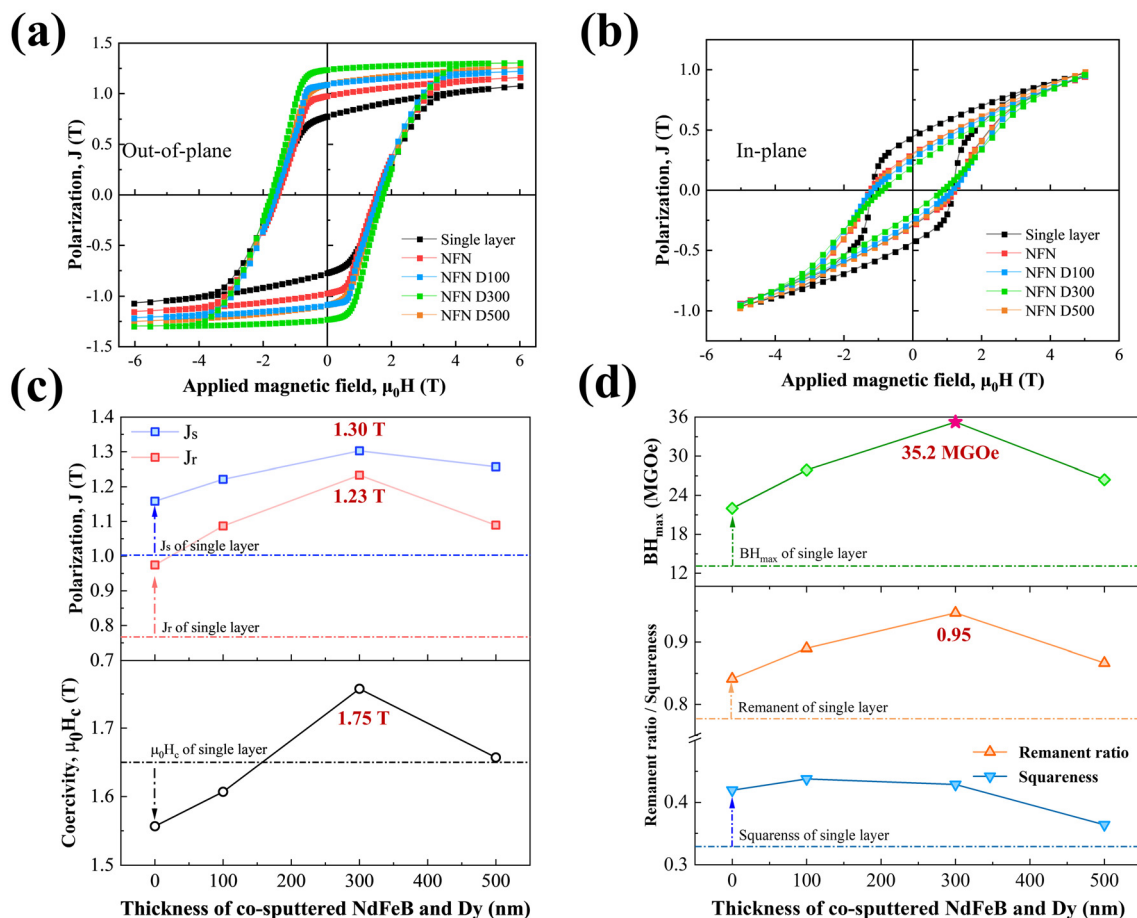 (a)
Polarization, J (T)
1.5
1.0
0.5
0.0
-0.5
-1.0
-1.5
Out-of-plane
Single layer
NFN
NFN D100
NFN D300
NFN D500
-6 -4 -2 0 2 4 6
Applied magnetic field, μ₀H (T)
(b)
Polarization, J (T)
1.0
0.5
0.0
-0.5
-1.0
In-plane
Single layer
NFN
NFN D100
NFN D300
NFN D500
-6 -4 -2 0 2 4 6
Applied magnetic field, μ₀H (T)
(c)
Polarization, J (T)
1.4
1.3
1.2
1.1
1.0
0.9
0.8
0.7
Js
Jr
1.30 T
1.23 T
Js of single layer
Jr of single layer
Coercivity, μ₀Hc (T)
1.7
1.6
1.5
1.75 T
μ₀Hc of single layer
0 100 200 300 400 500
Thickness of co-sputtered NdFeB and Dy (nm)
(d)
BHmax (MGOe)
36
30
24
18
12
35.2 MGOe
BHmax of single layer
Remanent ratio / Squareness
0.9
0.8
0.4
0.3
0.95
Remanent of single layer
Remanent ratio
Squareness
Squarenss of single layer
0 100 200 300 400 500
Thickness of co-sputtered NdFeB and Dy (nm)